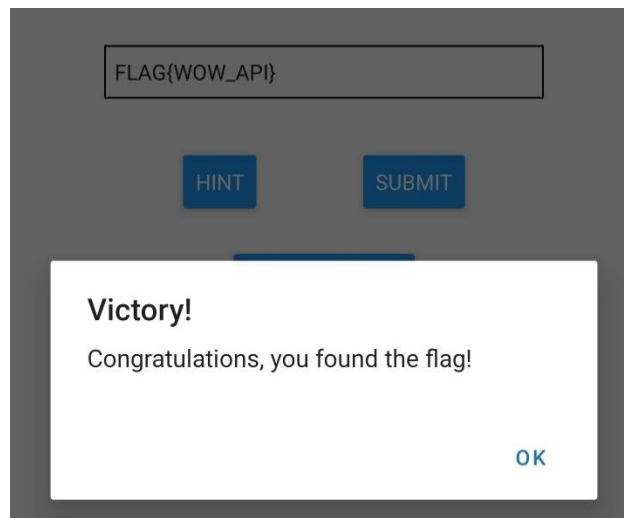 FLAG{WOW_API}
HINT SUBMIT
Victory!
Congratulations, you found the flag!
OK